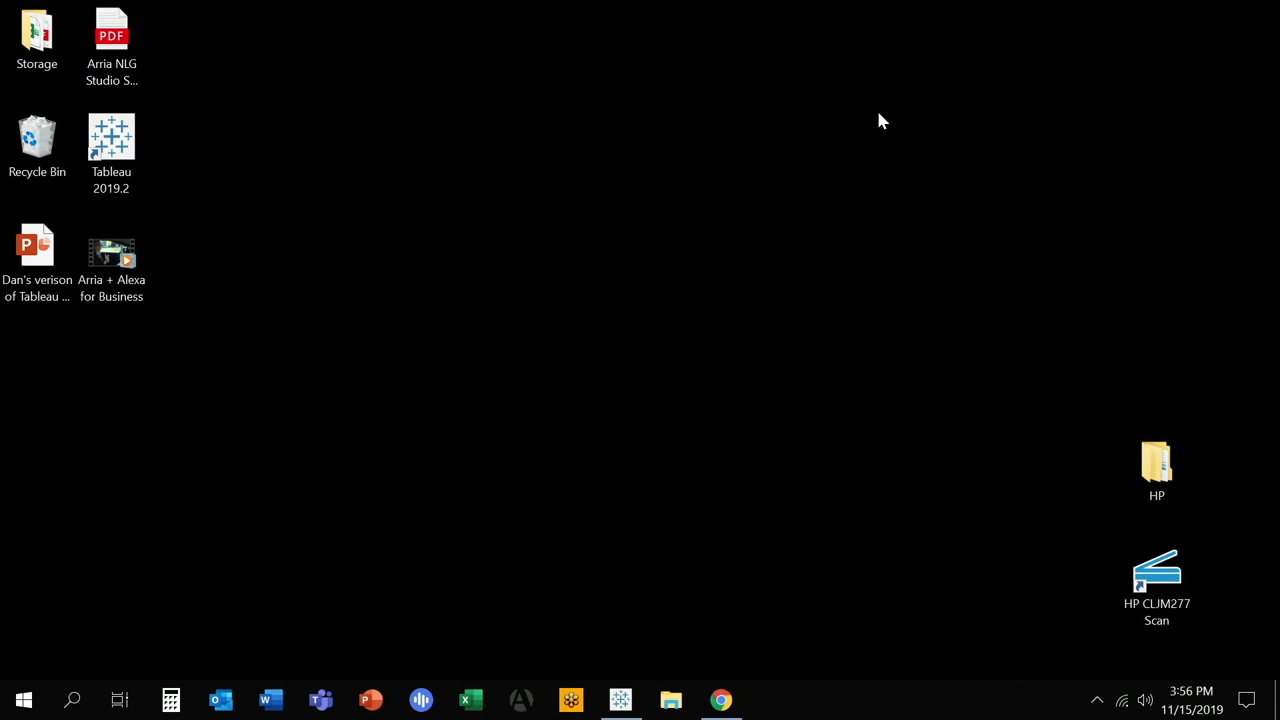 Storage
Arria NLG
Studio S...
Recycle Bin
Tableau
2019.2
Dan's verison
of Tableau ...
Arria + Alexa
for Business
HP
HP CLJM277
Scan
3:56 PM
11/15/2019